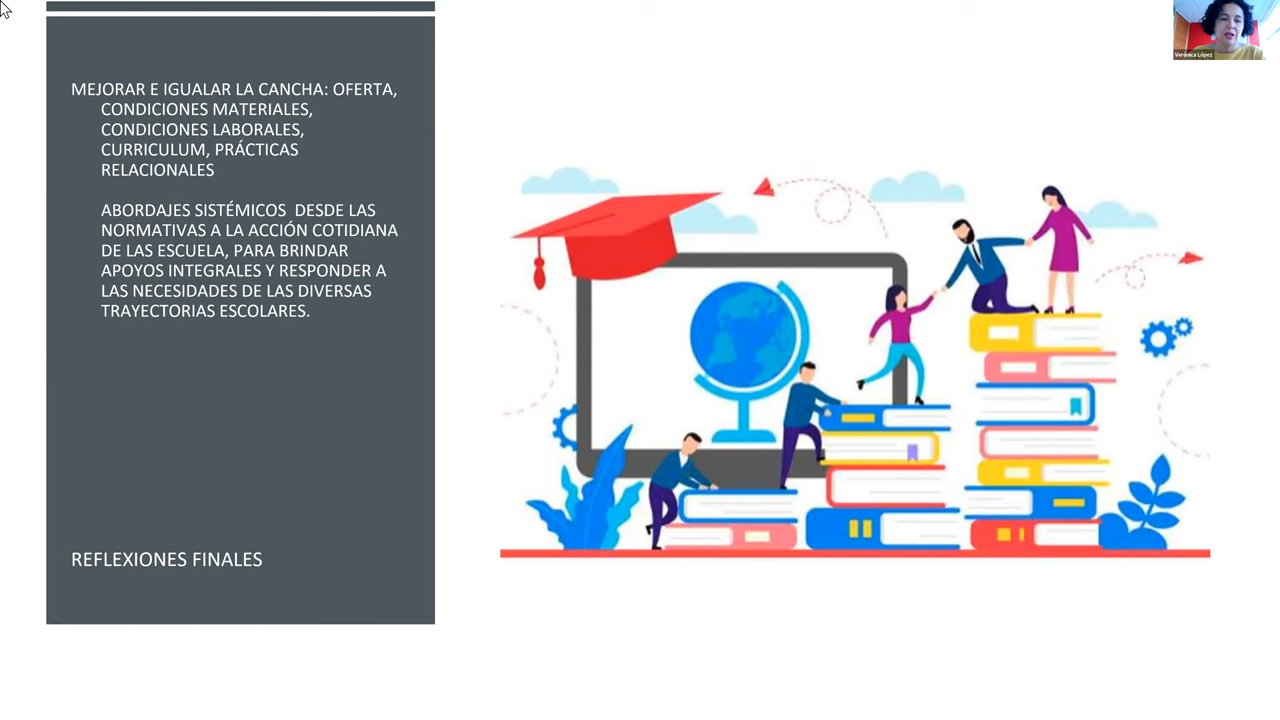 MEJORAR E IGUALAR LA CANCHA: OFERTA,
CONDICIONES MATERIALES,
CONDICIONES LABORALES,
CURRICULUM, PRÁCTICAS
RELACIONALES
ABORDAJES SISTÉMICOS DESDE LAS
NORMATIVAS A LA ACCIÓN COTIDIANA
DE LAS ESCUELA, PARA BRINDAR
APOYOS INTEGRALES Y RESPONDER A
LAS NECESIDADES DE LAS DIVERSAS
TRAYECTORIAS ESCOLARES.
REFLEXIONES FINALES
Verónica López